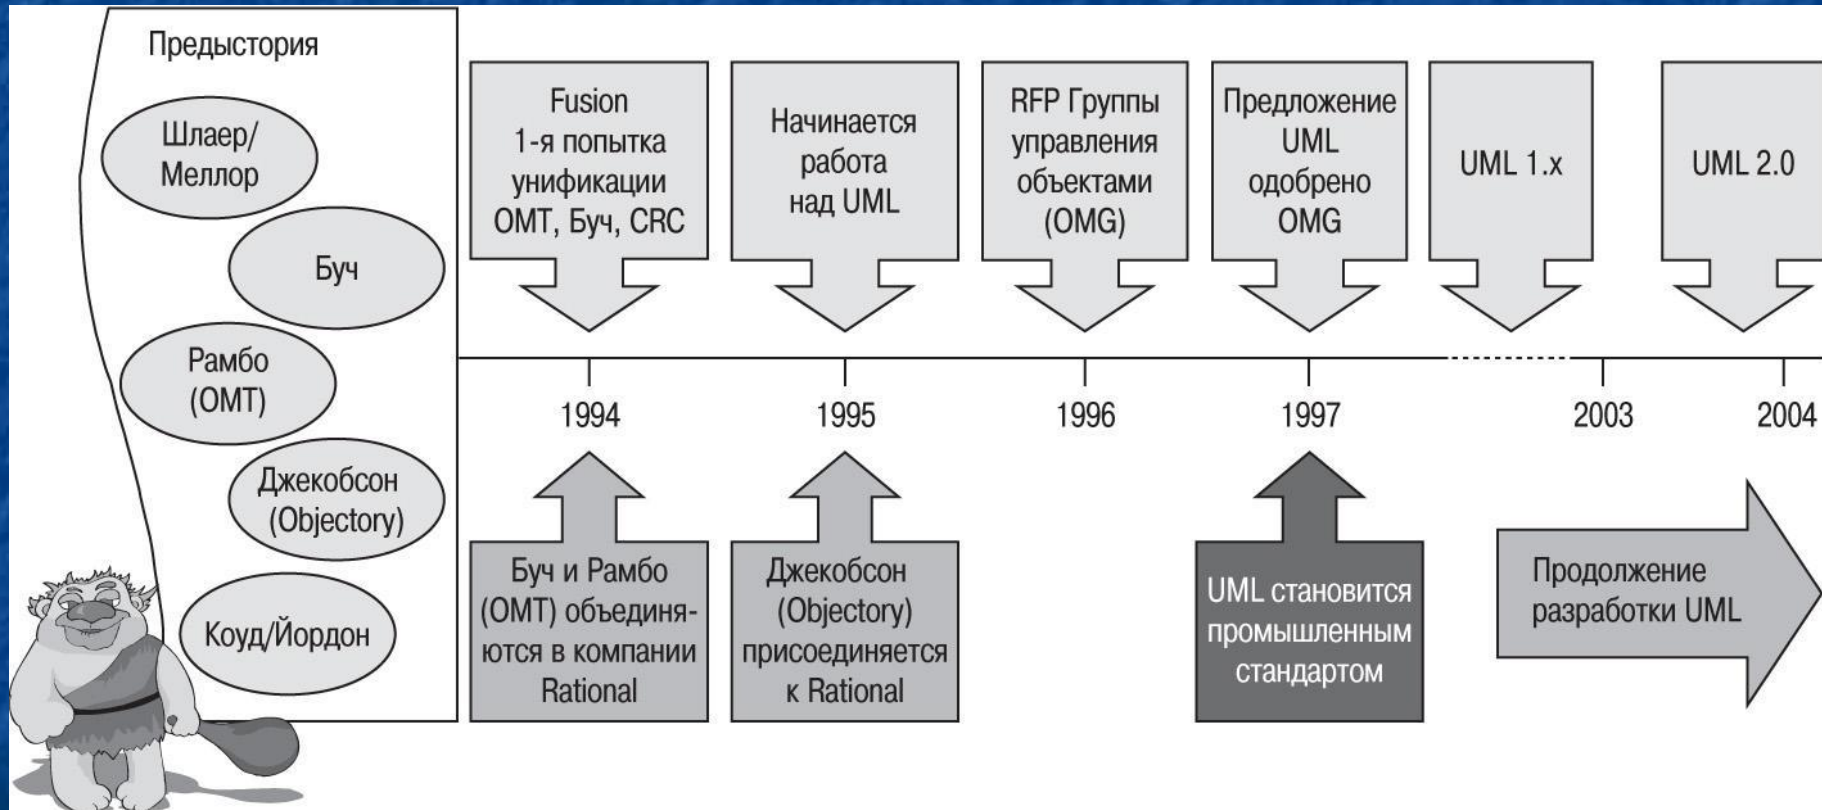 Предыстория
Шлаер/
Меллор
Буч
Рамбо
(OMT)
Джекобсон
(Objectory)
Коуд/Йордон
Fusion
1-я попытка
унификации
OMT, Буч, CRC
Начинается
работа
над UML
RFP Группы
управления
объектами
(OMG)
Предложение
UML
одобрено
OMG
UML 1.x
UML 2.0
1994
1995
1996
1997
2003
2004
Буч и Рамбо
(OMT) объединя-
ются в компании
Rational
Джекобсон
(Objectory)
присоединяется
к Rational
UML становится
промышленным
стандартом
Продолжение
разработки UML